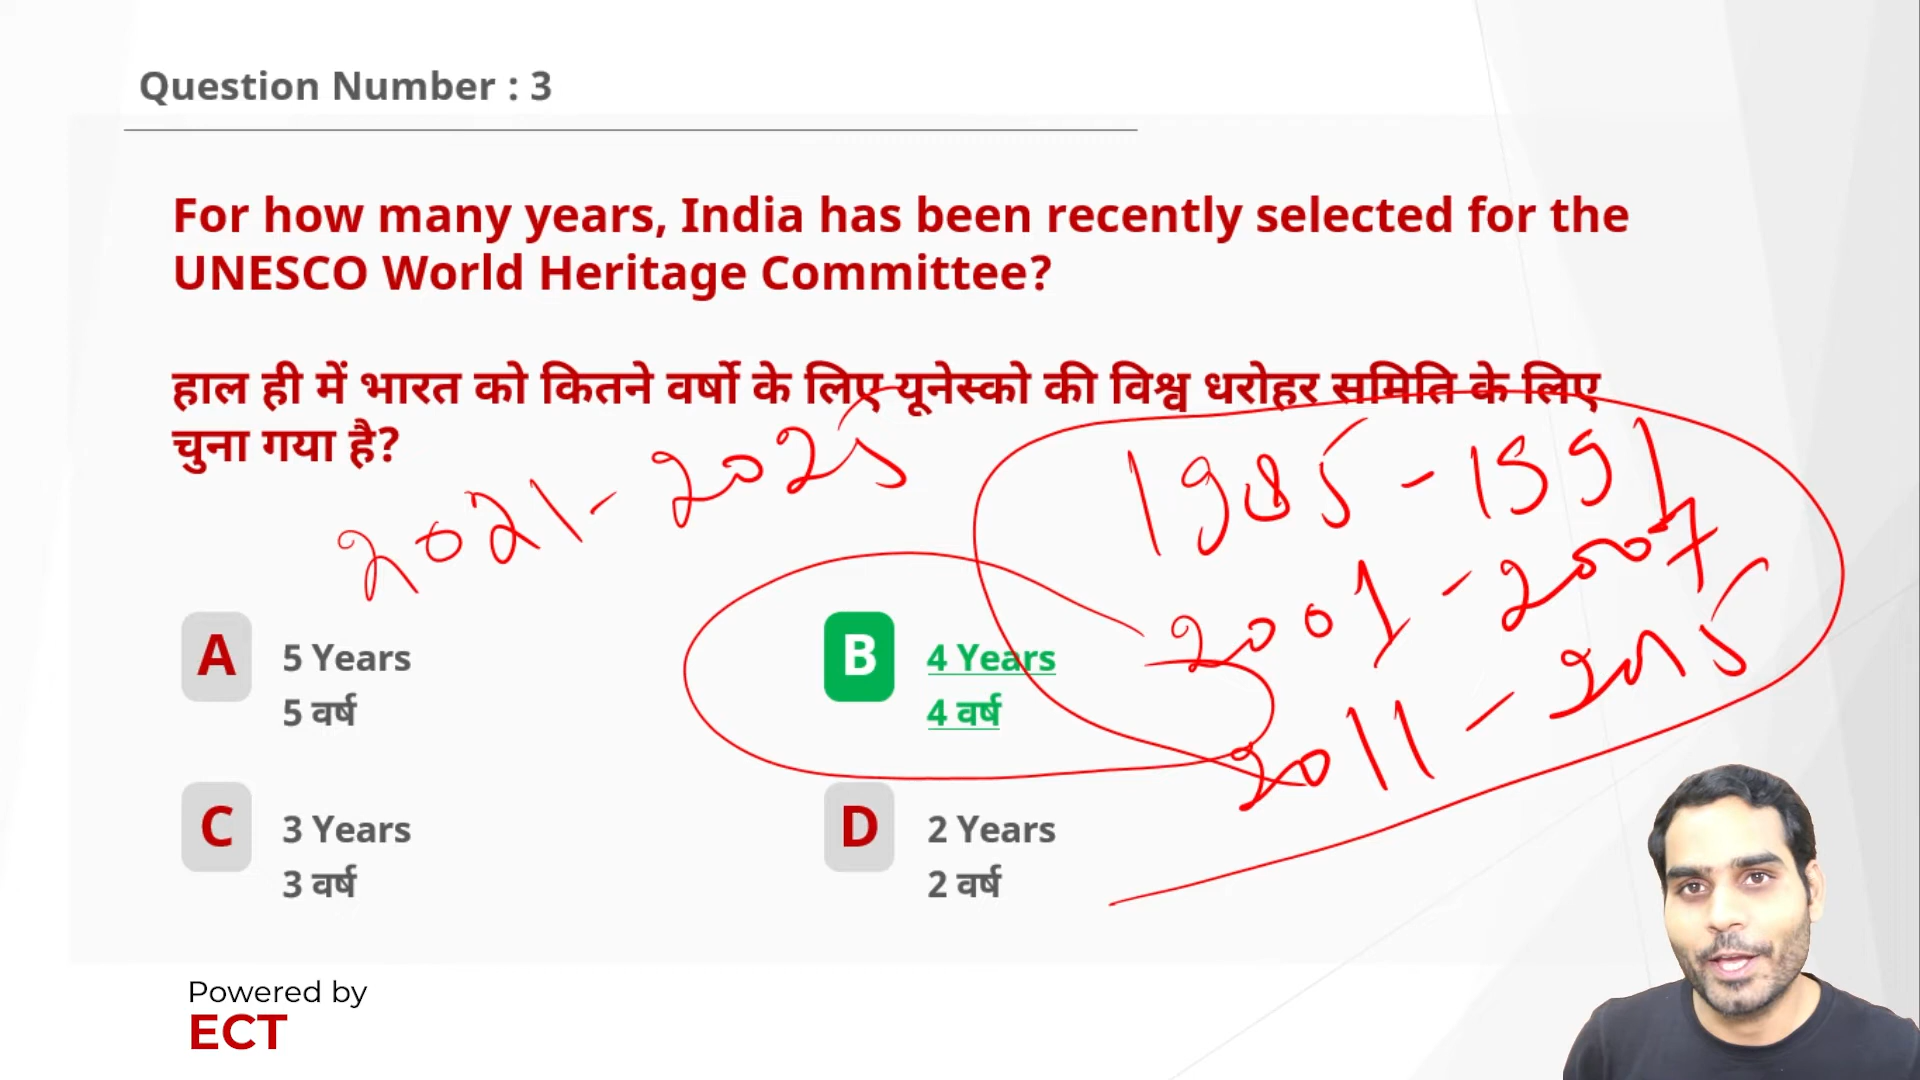 Question Number : 3
For how many years, India has been recently selected for the
UNESCO World Heritage Committee?
हाल ही में भारत को कितने वर्षो के लिए यूनेस्को की विश्व धरोहर समिति के लिए
चुना गया है?
2021-2025
1985-1991
2001-2007
2011-2015
A 5 Years
5 वर्ष
B 4 Years
4 वर्ष
C 3 Years
3 वर्ष
D 2 Years
2 वर्ष
Powered by
ECT